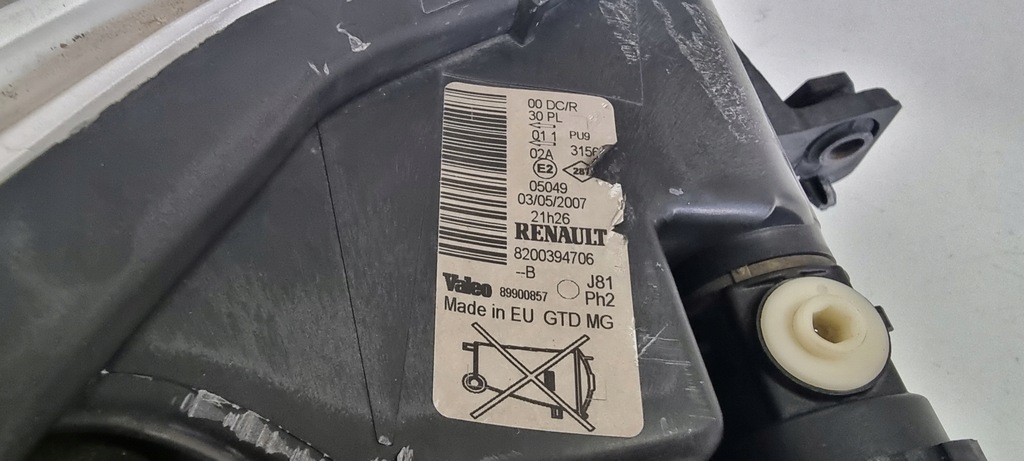 00 DC/R
30 PL
01 1 PU9
02A
E2
05049
03/05/2007
21h26
RENAULT
8200394706
--B
J81
Valeo 89900857
Ph2
Made in EU GTD MG